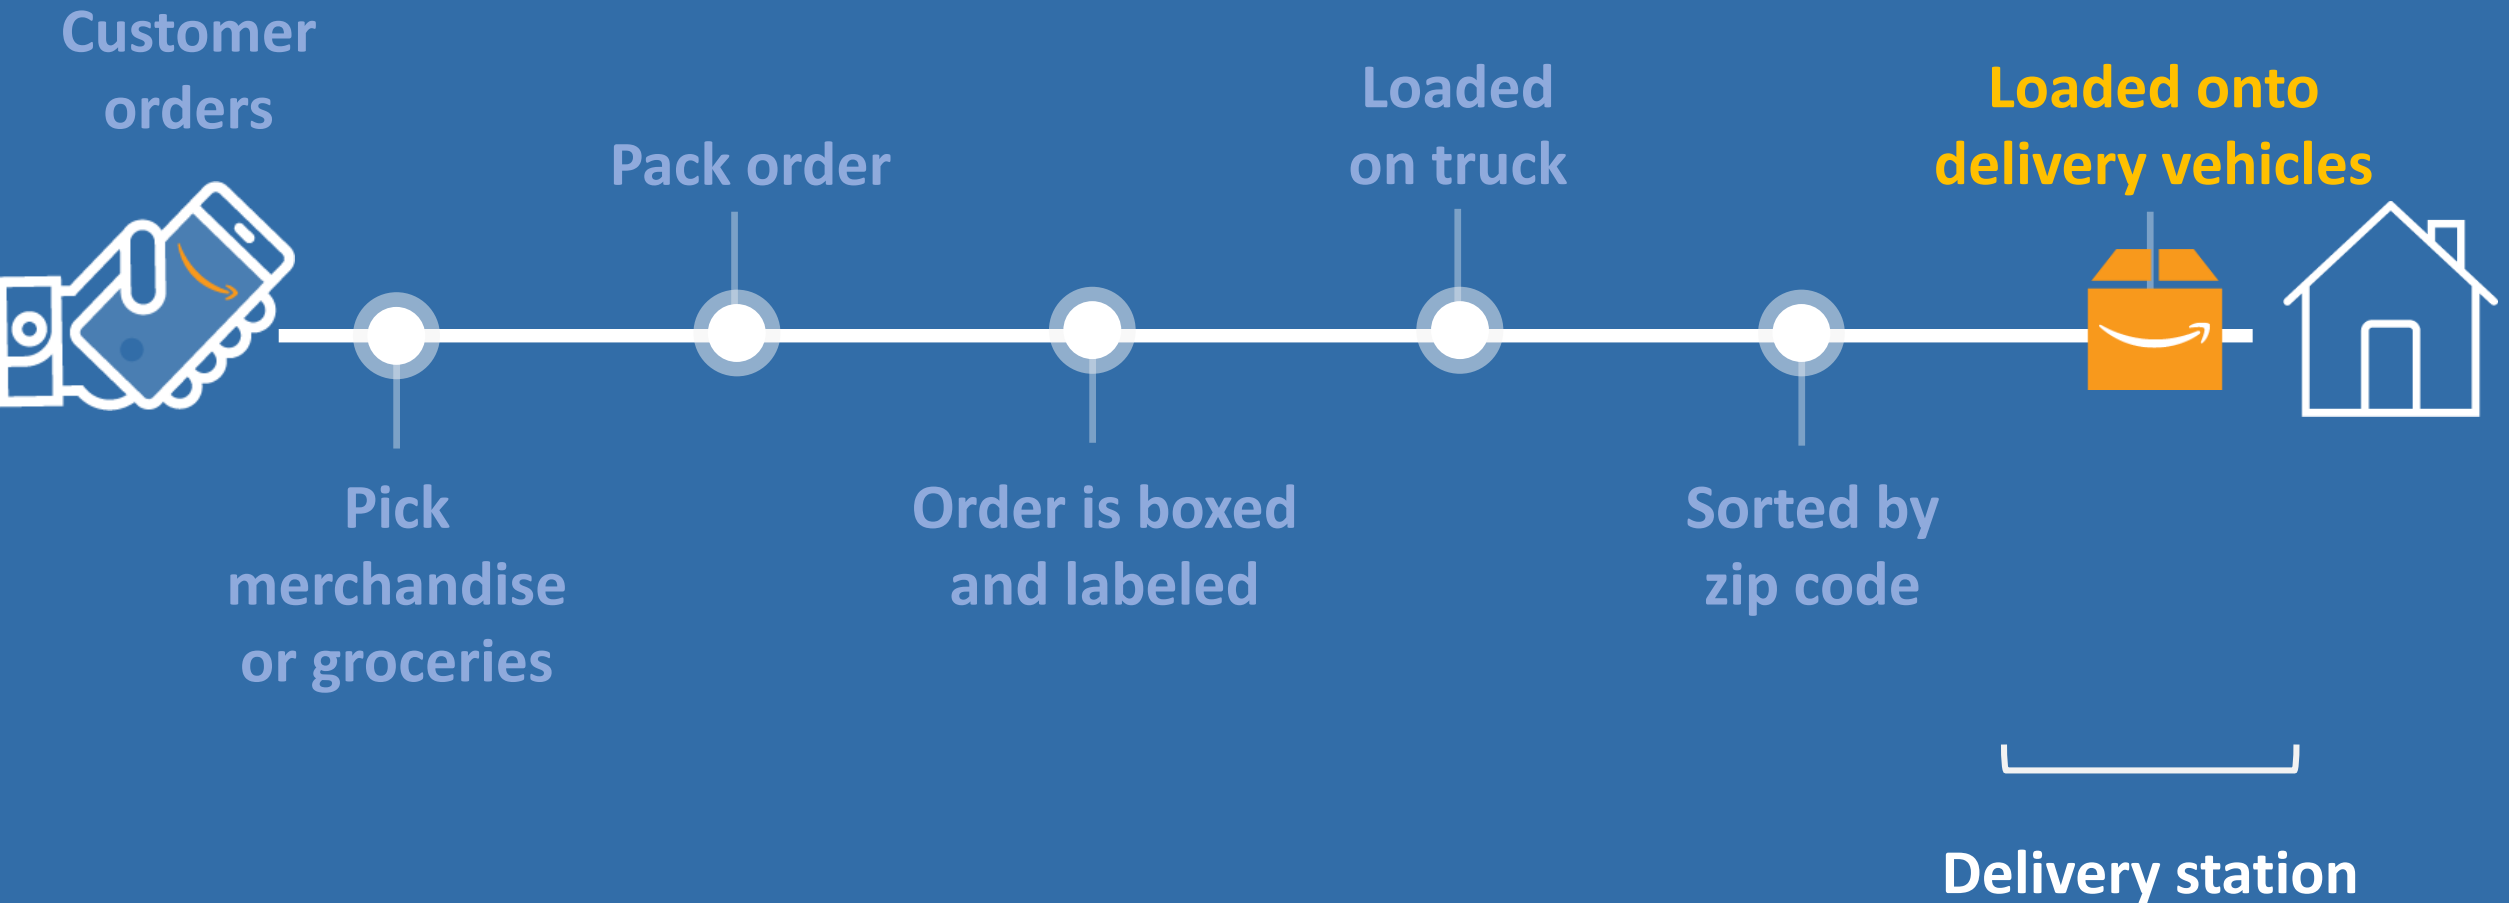 Customer
orders
Pick
merchandise
or groceries
Pack order
Order is boxed
and labeled
Loaded
on truck
Sorted by
zip code
Loaded onto
delivery vehicles
Delivery station